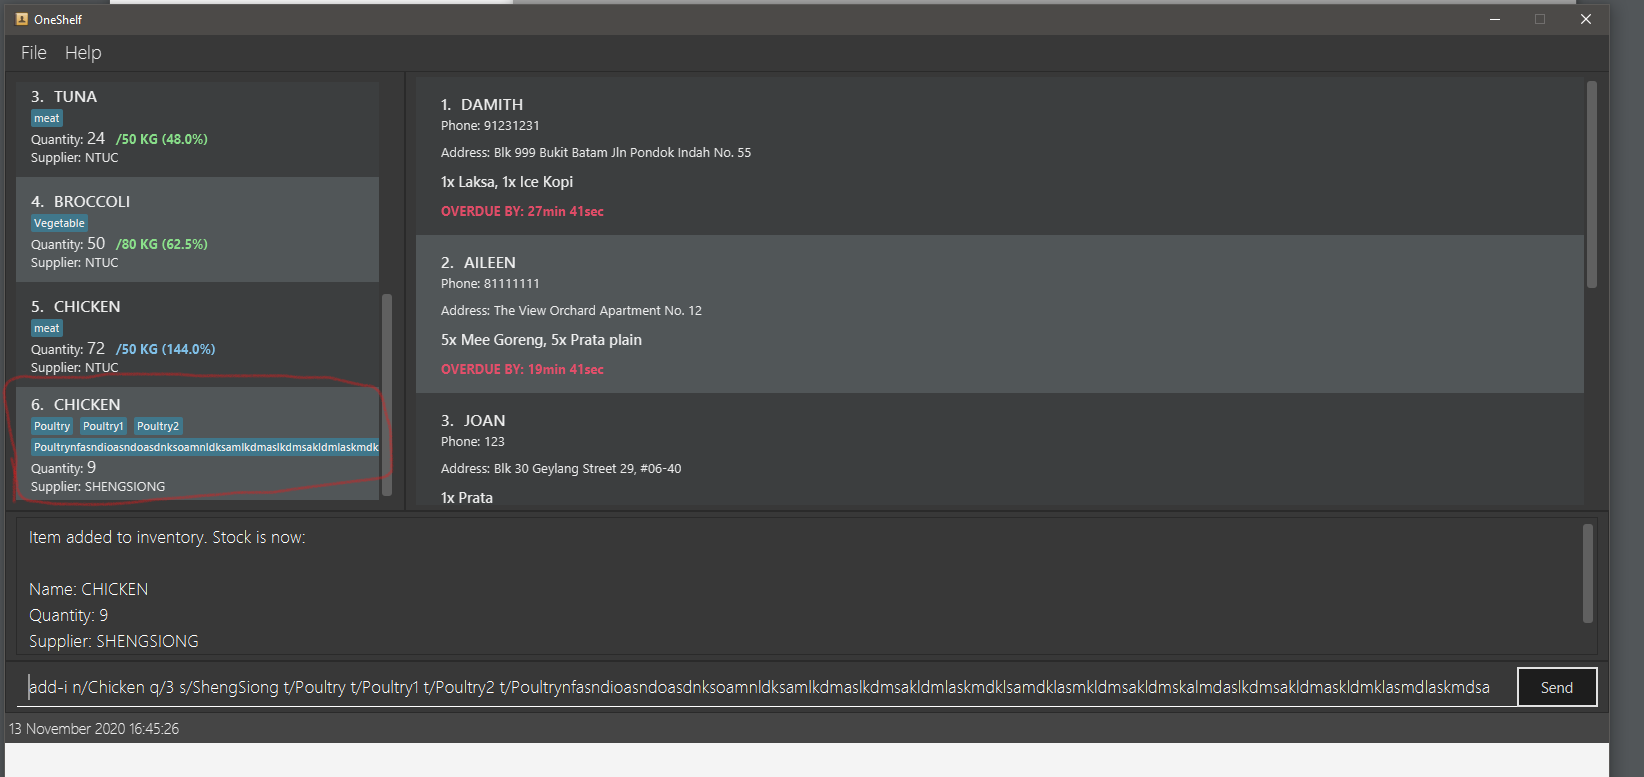 OneShelf
File Help
3. TUNA
meat
Quantity: 24 /50 KG (48.0%)
Supplier: NTUC
4. BROCCOLI
Vegetable
Quantity: 50 /80 KG (62.5%)
Supplier: NTUC
5. CHICKEN
meat
Quantity: 72 /50 KG (144.0%)
Supplier: NTUC
6. CHICKEN
Poultry Poultry1 Poultry2
Poultrynfasndioasndoasdnksoamnldksamlkdmaslkdmsakldmlaskmdk
Quantity: 9
Supplier: SHENGSIONG
1. DAMITH
Phone: 91231231
Address: Blk 999 Bukit Batam Jln Pondok Indah No. 55
1x Laksa, 1x Ice Kopi
OVERDUE BY: 27min 41sec
2. AILEEN
Phone: 81111111
Address: The View Orchard Apartment No. 12
5x Mee Goreng, 5x Prata plain
OVERDUE BY: 19min 41sec
3. JOAN
Phone: 123
Address: Blk 30 Geylang Street 29, #06-40
1x Prata
Item added to inventory. Stock is now:
Name: CHICKEN
Quantity: 9
Supplier: SHENGSIONG
add-i n/Chicken q/3 s/ShengSiong t/Poultry t/Poultry1 t/Poultry2 t/Poultrynfasndioasndoasdnksoamnldksamlkdmaslkdmsakldmlaskmdklsamdklasmkldmsakldmskalmdaslkdmsakldmaskldmklasmdlaskmdsa
Send
13 November 2020 16:45:26